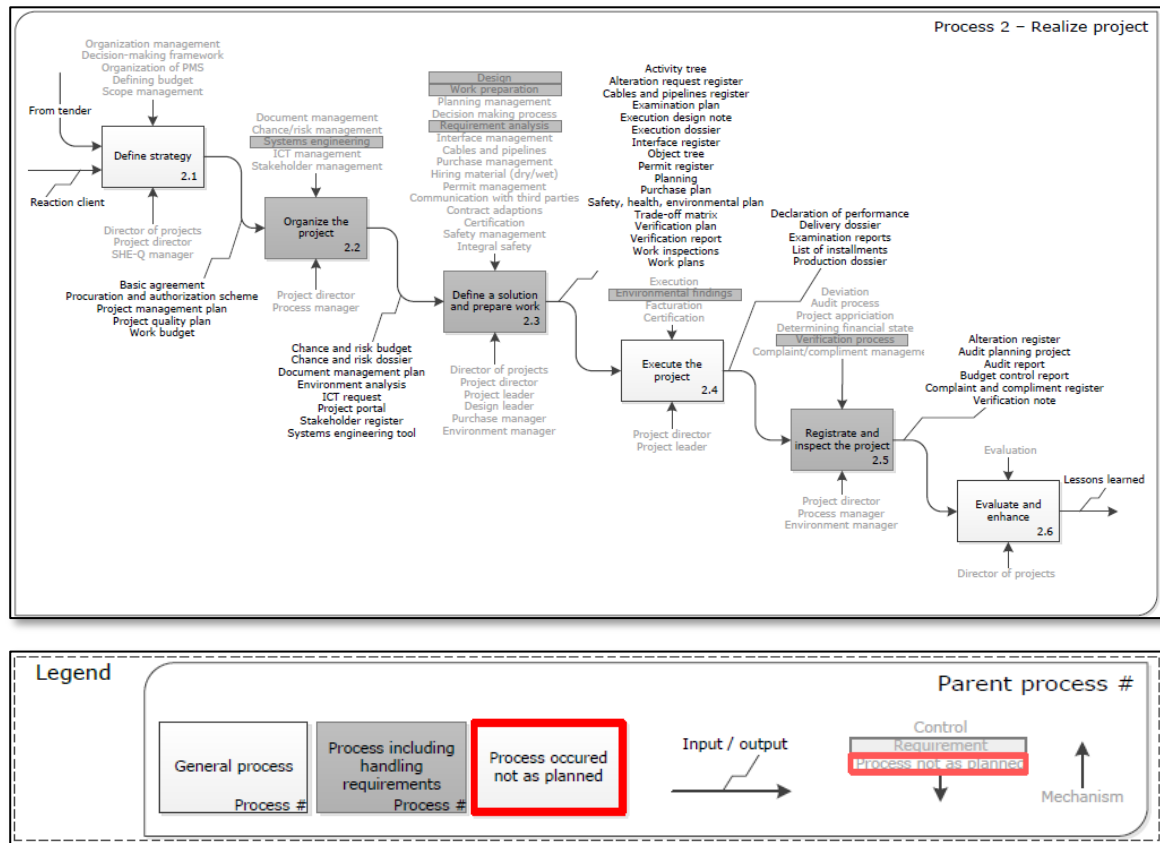 Process 2 – Realize project
Organization management
Decision-making framework
Organization of PMS
Defining budget
Scope management
From tender
Define strategy
2.1
Reaction client
Director of projects
Project director
SHE-Q manager
Basic agreement
Procuration and authorization scheme
Project management plan
Project quality plan
Work budget
Document management
Chance/risk management
Systems engineering
ICT management
Stakeholder management
Organize the
project
2.2
Project director
Process manager
Chance and risk budget
Chance and risk dossier
Document management plan
Environment analysis
ICT request
Project portal
Stakeholder register
Systems engineering tool
Design
Work preparation
Planning management
Decision making process
Requirement analysis
Interface management
Cables and pipelines
Purchase management
Hiring material (dry/wet)
Permit management
Communication with third parties
Contract adaptions
Certification
Safety management
Integral safety
Define a solution
and prepare work
2.3
Director of projects
Project director
Project leader
Design leader
Purchase manager
Environment manager
Activity tree
Alteration request register
Cables and pipelines register
Examination plan
Execution design note
Execution dossier
Interface register
Object tree
Permit register
Planning
Purchase plan
Safety, health, environmental plan
Trade-off matrix
Verification plan
Verification report
Work inspections
Work plans
Execution
Environmental findings
Facturation
Certification
Execute the
project
2.4
Project director
Project leader
Declaration of performance
Delivery dossier
Examination reports
List of installments
Production dossier
Deviation
Audit process
Project appriciation
Determining financial state
Verification process
Complaint/compliment manageme
Registrate and
inspect the project
2.5
Project director
Process manager
Environment manager
Alteration register
Audit planning project
Audit report
Budget control report
Complaint and compliment register
Verification note
Evaluation
Evaluate and
enhance
2.6
Lessons learned
Director of projects
Legend
Parent process #
General process
Process #
Process including
handling
requirements
Process #
Process occured
not as planned
Input / output
Control
Requirement
Process not as planned
Mechanism